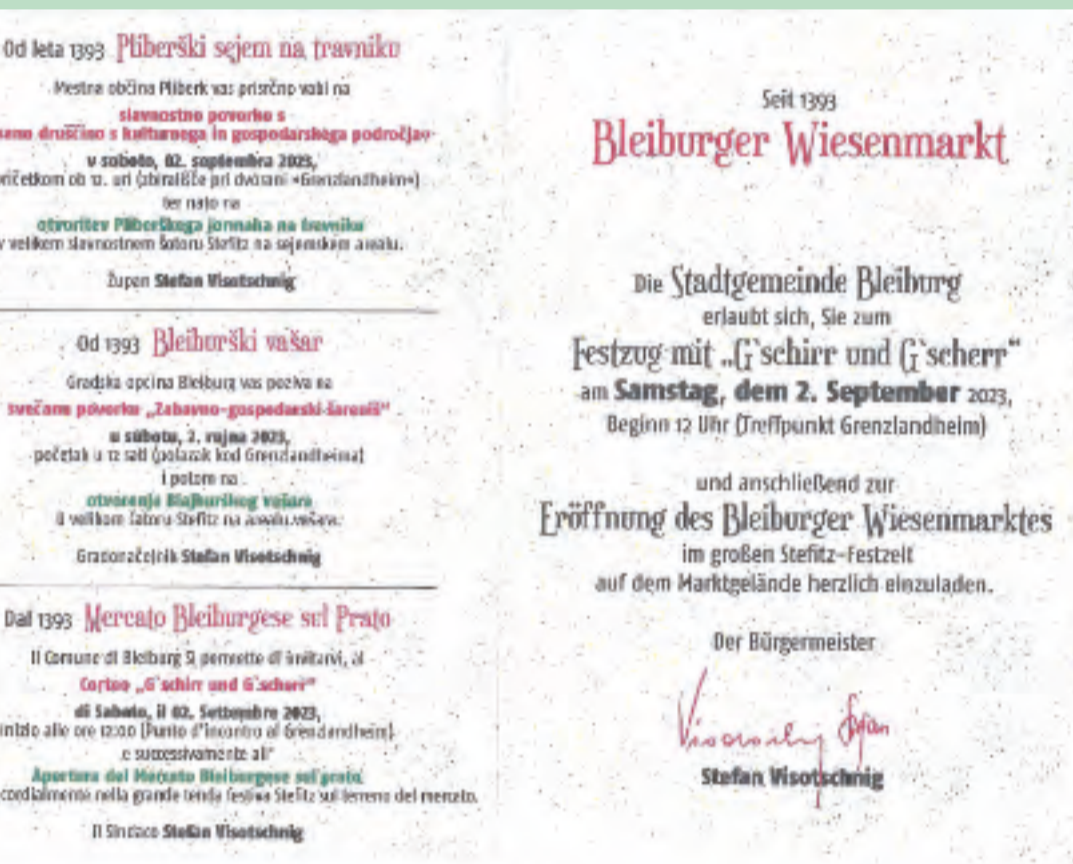 Od leta 1393 Pliberški sejem na travniku
Mestna občina Pliberk vas prisrčno vabi na
slavnostno povorko s
druščino s kulturnega in gospodarskega področja
v soboto, 02. septembra 2023,
ob 12. uri (zbirališče pri dvorani »Grenzlandheim«)
ter nato na
otvoritev Pliberškega jormaka na travniku
v velikem slavnostnem šotoru Stefitz na sejemskem arealu.
Župan Stefan Visotschnig
Od 1393 Bleiburški vašar
Gradska općina Bleiburg vas poziva na
svečanu povorku „Zabavno-gospodarski šareniš“
u subotu, 2. rujna 2023,
početak u 12 sati (polazak kod Grenzlandheima)
i potom na
otvorenje vašara
u velikom šatoru Stefitz na arealu vašara.
Gradonačelnik Stefan Visotschnig
Dal 1393 Mercato Bleiburgese sul Prato
Il Comune di Bleiburg Si permette di invitarvi, al
Corteo „G`schirr und G`scherr“
di Sabato, il 02. Settembre 2023,
inizio alle ore 12:00 (Punto d'incontro al Grenzlandheim)
e successivamente all'
Apertura del Mercato Bleiburgese sul prato
cordialmente nella grande tenda festiva Stefitz sul terreno del mercato.
Il Sindaco Stefan Visotschnig
Seit 1393
Bleiburger Wiesenmarkt
Die Stadtgemeinde Bleiburg
erlaubt sich, Sie zum
Festzug mit „G`schirr und G`scherr“
am Samstag, dem 2. September 2023,
Beginn 12 Uhr (Treffpunkt Grenzlandheim)
und anschließend zur
Eröffnung des Bleiburger Wiesenmarktes
im großen Stefitz-Festzelt
auf dem Marktgelände herzlich einzuladen.
Der Bürgermeister
Stefan Visotschnig